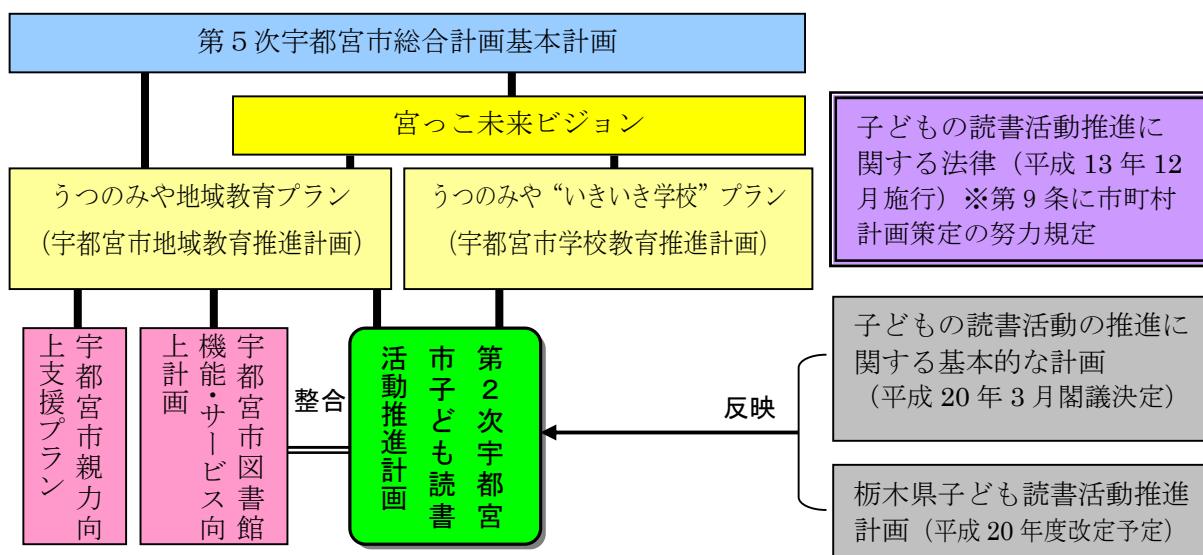 第５次宇都宮市総合計画基本計画
宮っこ未来ビジョン
うつのみや地域教育プラン
（宇都宮市地域教育推進計画）
うつのみや“いきいき学校”プラン
（宇都宮市学校教育推進計画）
子どもの読書活動推進に
関する法律（平成 13 年 12
月施行）※第 9 条に市町村
計画策定の努力規定
宇都宮市親力向
上支援プラン
宇都宮市図書館
機能・サービス向
上計画
整合
第２次宇都宮
市子ども読書
活動推進計画
反映
子どもの読書活動の推進に
関する基本的な計画
（平成 20 年 3 月閣議決定）
栃木県子ども読書活動推進
計画（平成 20 年度改定予定）